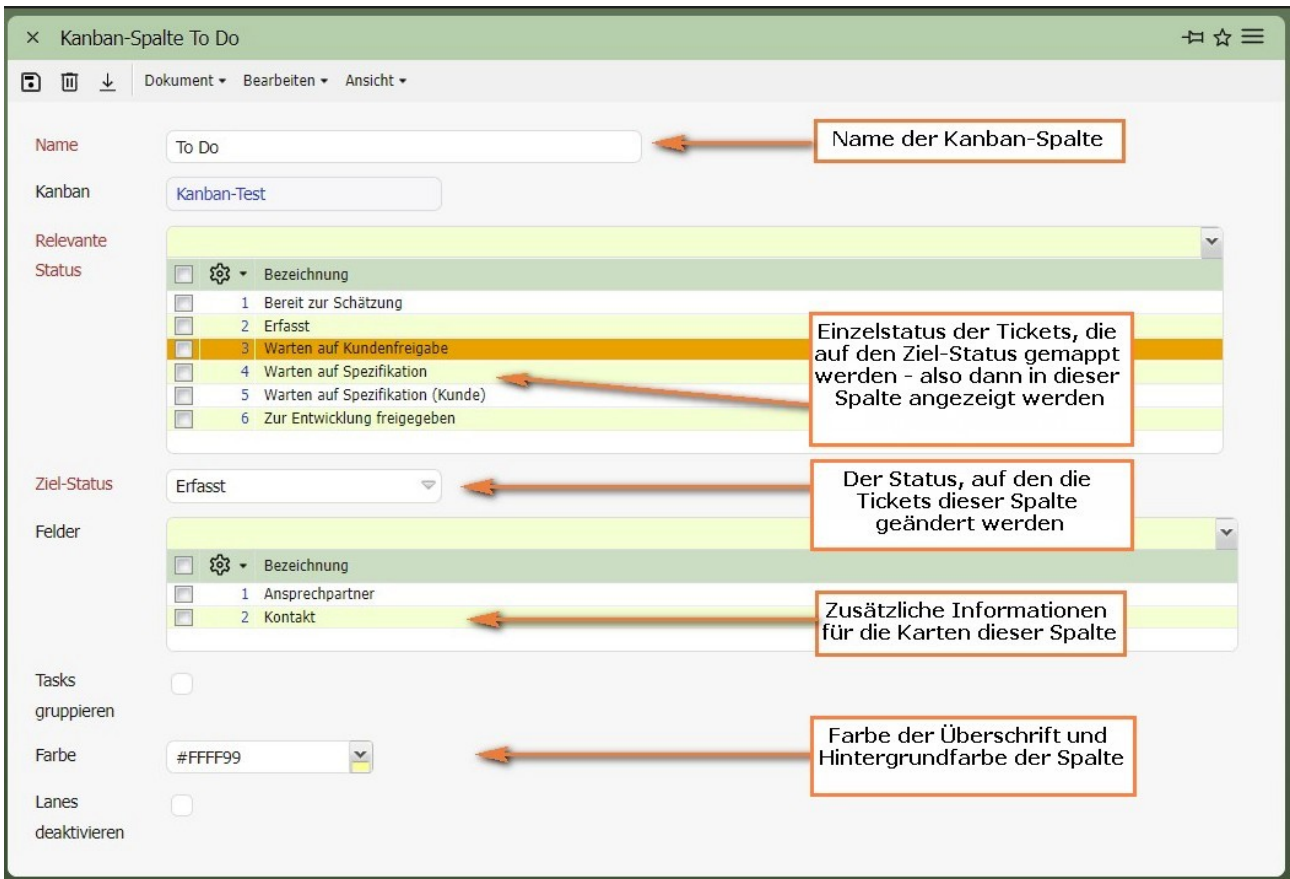 Kanban-Spalte To Do
Dokument Bearbeiten Ansicht
Name
To Do
Name der Kanban-Spalte
Kanban
Kanban-Test
Relevante
Status
Bezeichnung
1 Bereit zur Schätzung
2 Erfasst
3 Warten auf Kundenfreigabe
4 Warten auf Spezifikation
5 Warten auf Spezifikation (Kunde)
6 Zur Entwicklung freigegeben
Einzelstatus der Tickets, die
auf den Ziel-Status gemappt
werden - also dann in dieser
Spalte angezeigt werden
Ziel-Status
Erfasst
Der Status, auf den die
Tickets dieser Spalte
geändert werden
Felder
Bezeichnung
1 Ansprechpartner
2 Kontakt
Zusätzliche Informationen
für die Karten dieser Spalte
Tasks
gruppieren
Farbe
#FFFF99
Farbe der Überschrift und
Hintergrundfarbe der Spalte
Lanes
deaktivieren